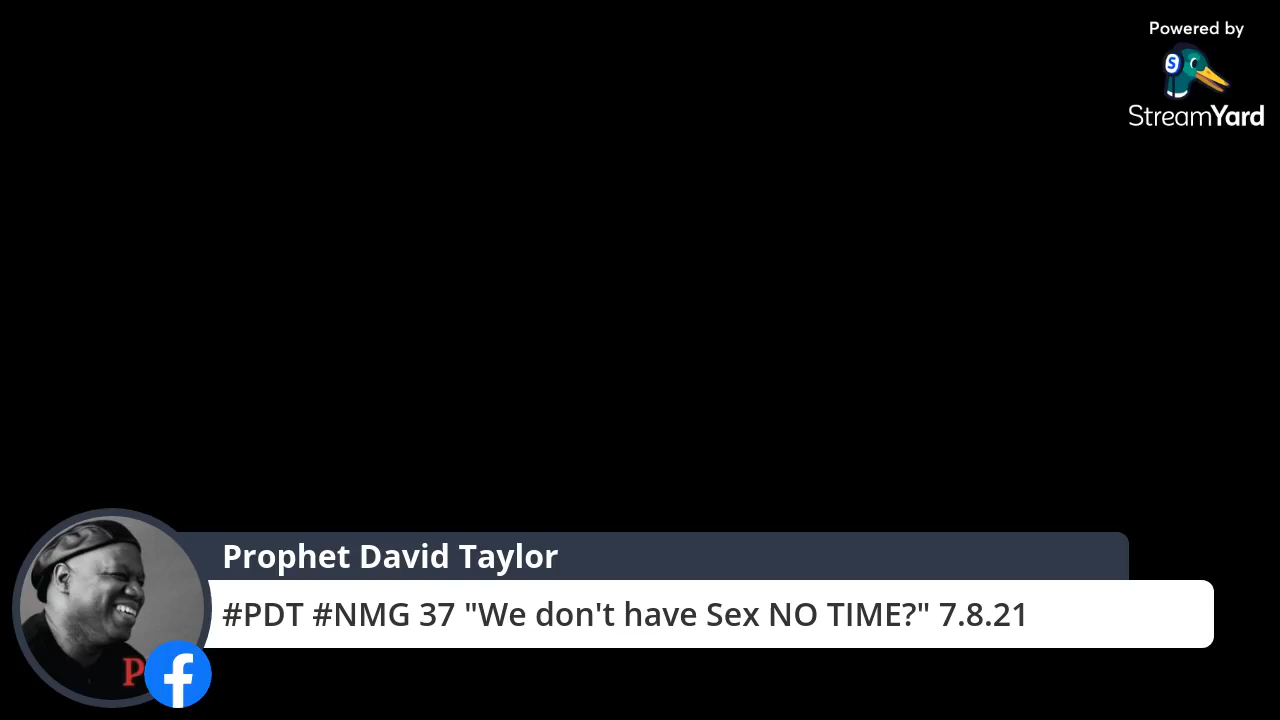 Powered by
S
StreamYard
Prophet David Taylor
#PDT #NMG 37 "We don't have Sex NO TIME?" 7.8.21
P
f